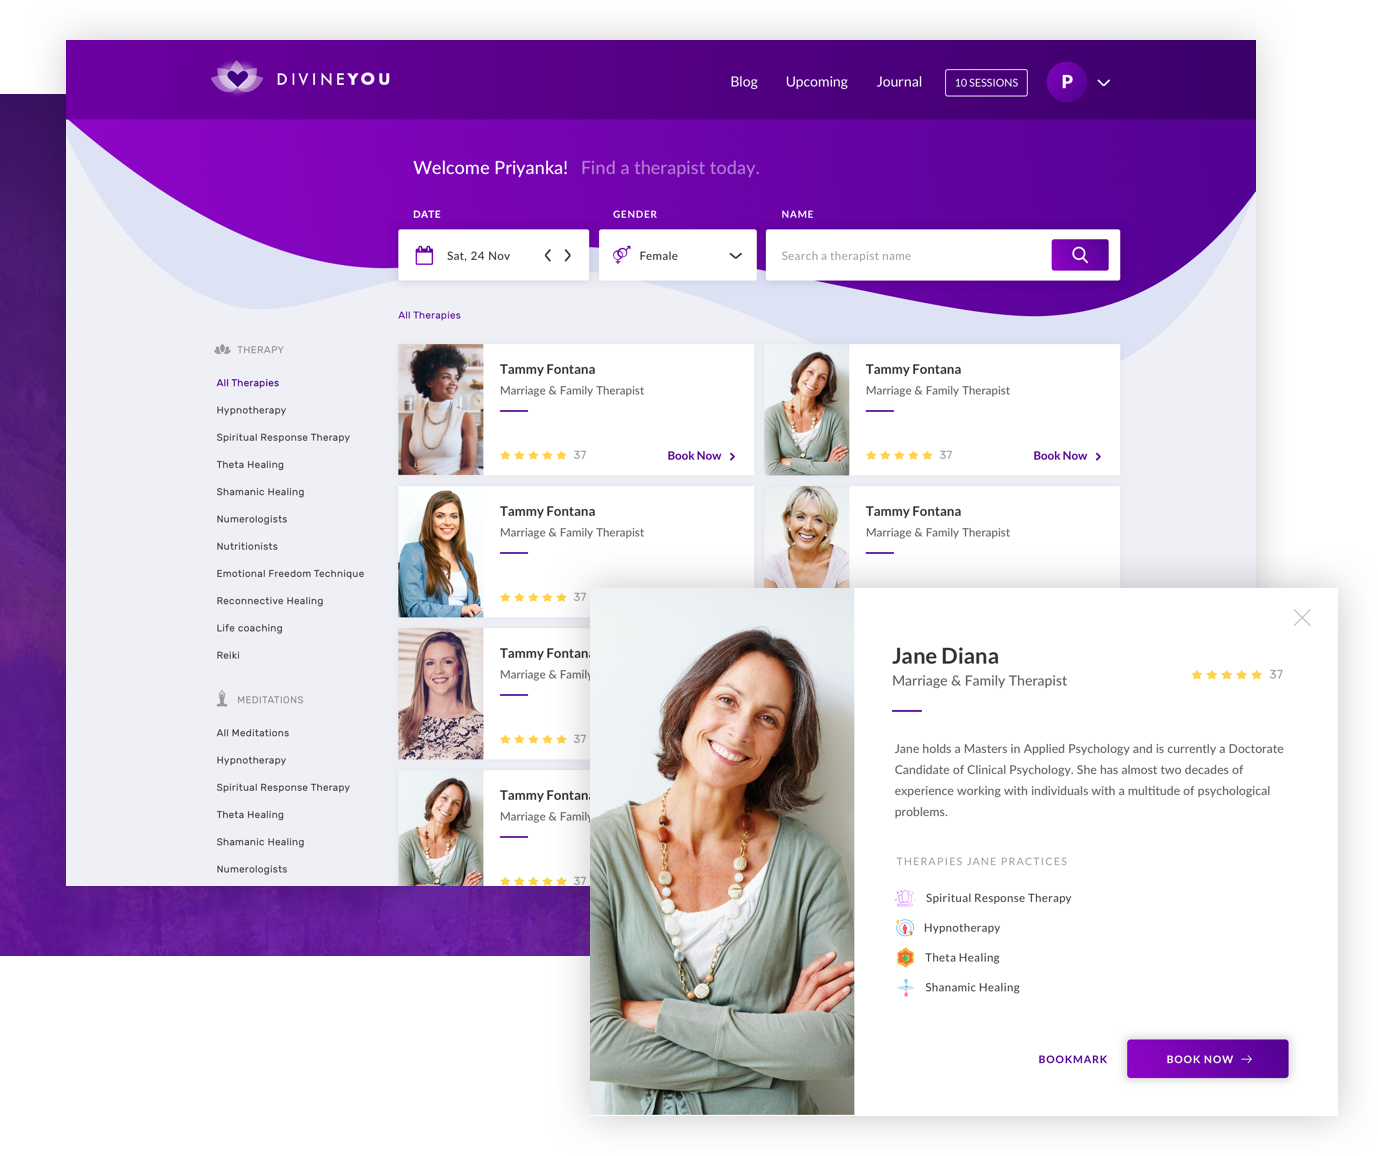 DIVINEYOU
Blog
Upcoming
Journal
10 SESSIONS
P
Welcome Priyanka! Find a therapist today.
DATE
GENDER
NAME
Sat, 24 Nov
Female
Search a therapist name
All Therapies
THERAPY
All Therapies
Hypnotherapy
Spiritual Response Therapy
Theta Healing
Shamanic Healing
Numerologists
Nutritionists
Emotional Freedom Technique
Reconnective Healing
Life coaching
Reiki
MEDITATIONS
All Meditations
Hypnotherapy
Spiritual Response Therapy
Theta Healing
Shamanic Healing
Numerologists
Tammy Fontana
Marriage & Family Therapist
37
Book Now
Tammy Fontana
Marriage & Family Therapist
37
Book Now
Tammy Fontana
Marriage & Family Therapist
37
Tammy Fontana
Marriage & Family Therapist
Tammy Fontana
Marriage & Family
37
Tammy Fontana
Marriage & Family
37
Jane Diana
Marriage & Family Therapist
37
Jane holds a Masters in Applied Psychology and is currently a Doctorate
Candidate of Clinical Psychology. She has almost two decades of
experience working with individuals with a multitude of psychological
problems.
THERAPIES JANE PRACTICES
Spiritual Response Therapy
Hypnotherapy
Theta Healing
Shanamic Healing
BOOKMARK
BOOK NOW